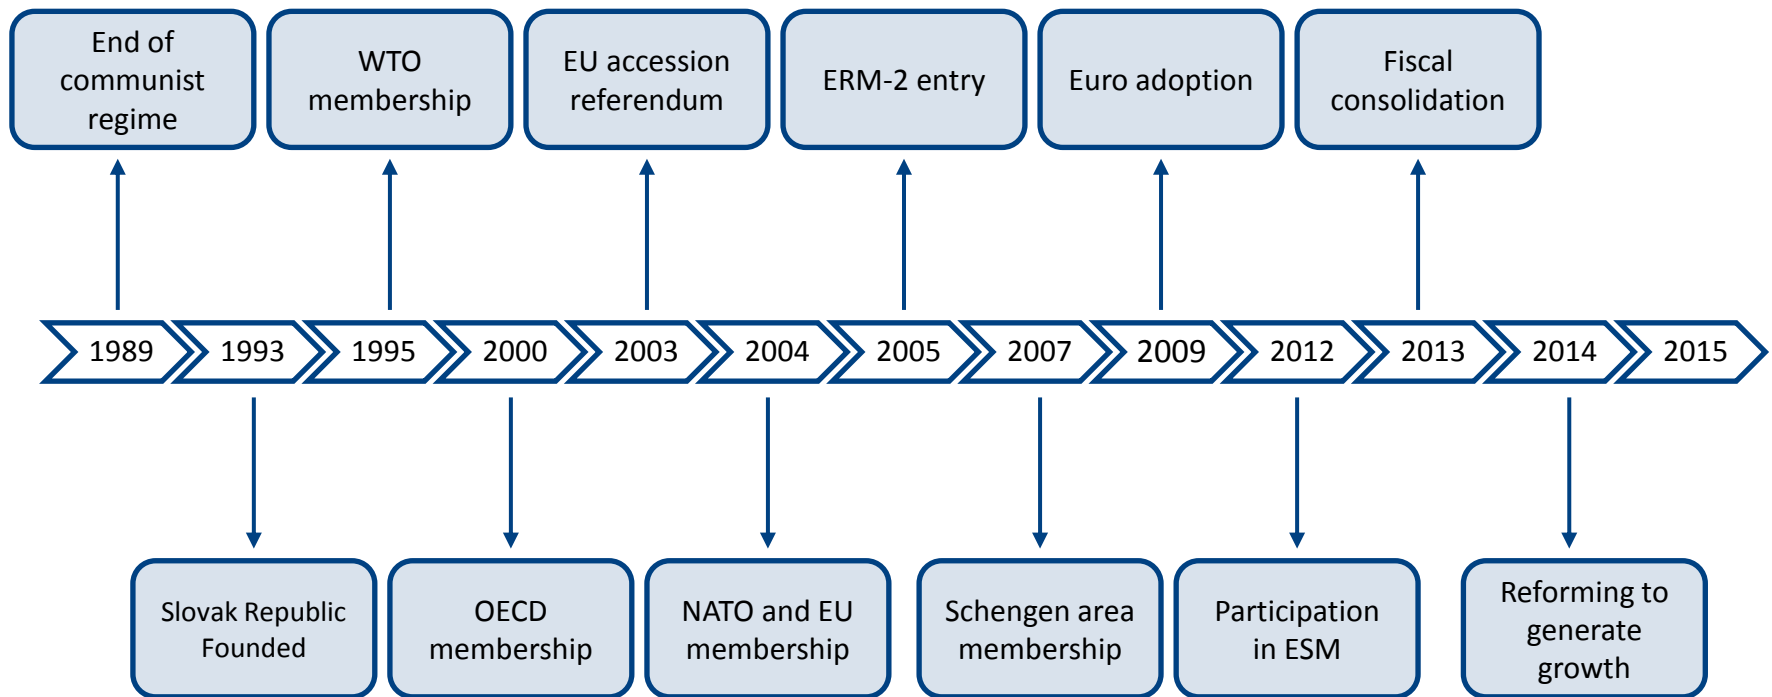 End of
communist
regime
WTO
membership
EU accession
referendum
ERM-2 entry
Euro adoption
Fiscal
consolidation
1989
1993
1995
2000
2003
2004
2005
2007
2009
2012
2013
2014
2015
Slovak Republic
Founded
OECD
membership
NATO and EU
membership
Schengen area
membership
Participation
in ESM
Reforming to
generate
growth